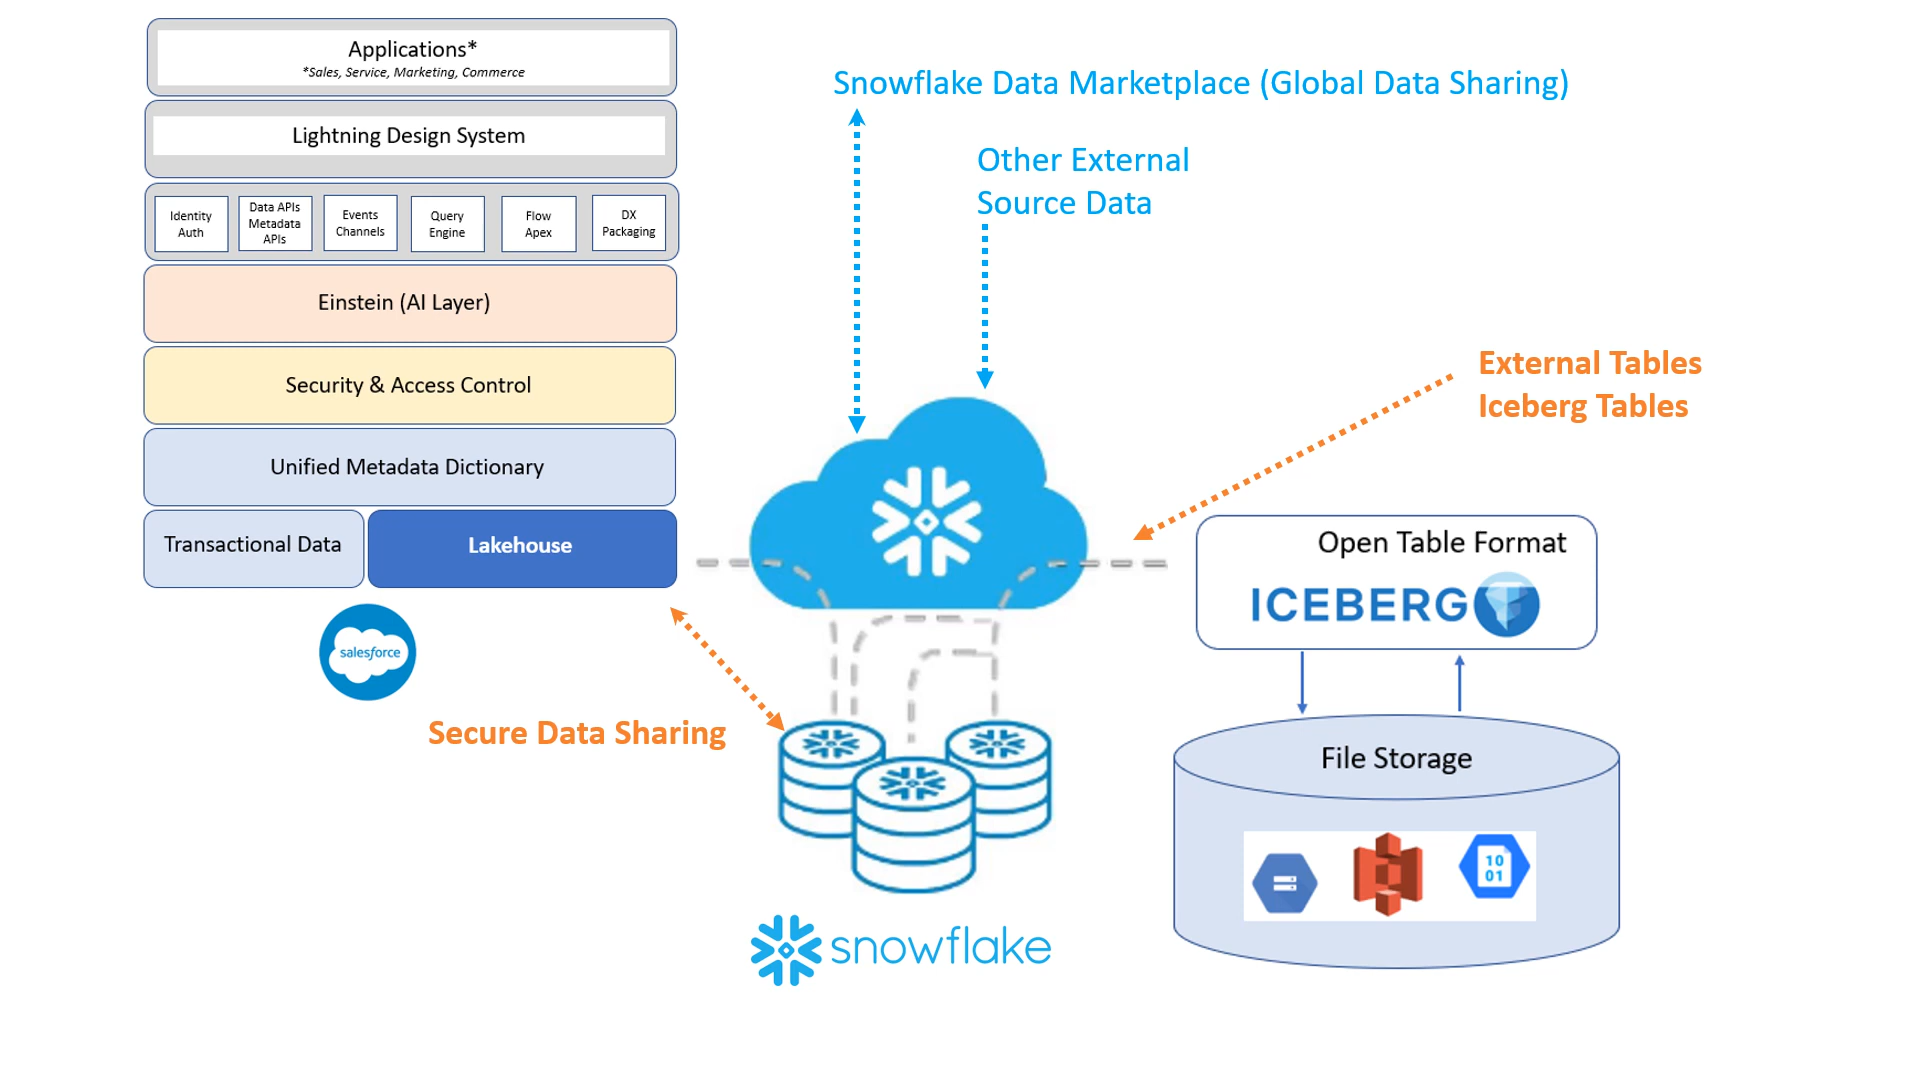 Applications*
*Sales, Service, Marketing, Commerce
Lightning Design System
Identity
Auth
Data APIs
Metadata
APIs
Events
Channels
Query
Engine
Flow
Apex
DX
Packaging
Einstein (AI Layer)
Security & Access Control
Unified Metadata Dictionary
Transactional Data
Lakehouse
salesforce
Secure Data Sharing
Snowflake Data Marketplace (Global Data Sharing)
Other External
Source Data
snowflake
External Tables
Iceberg Tables
Open Table Format
ICEBERG
File Storage
10
01